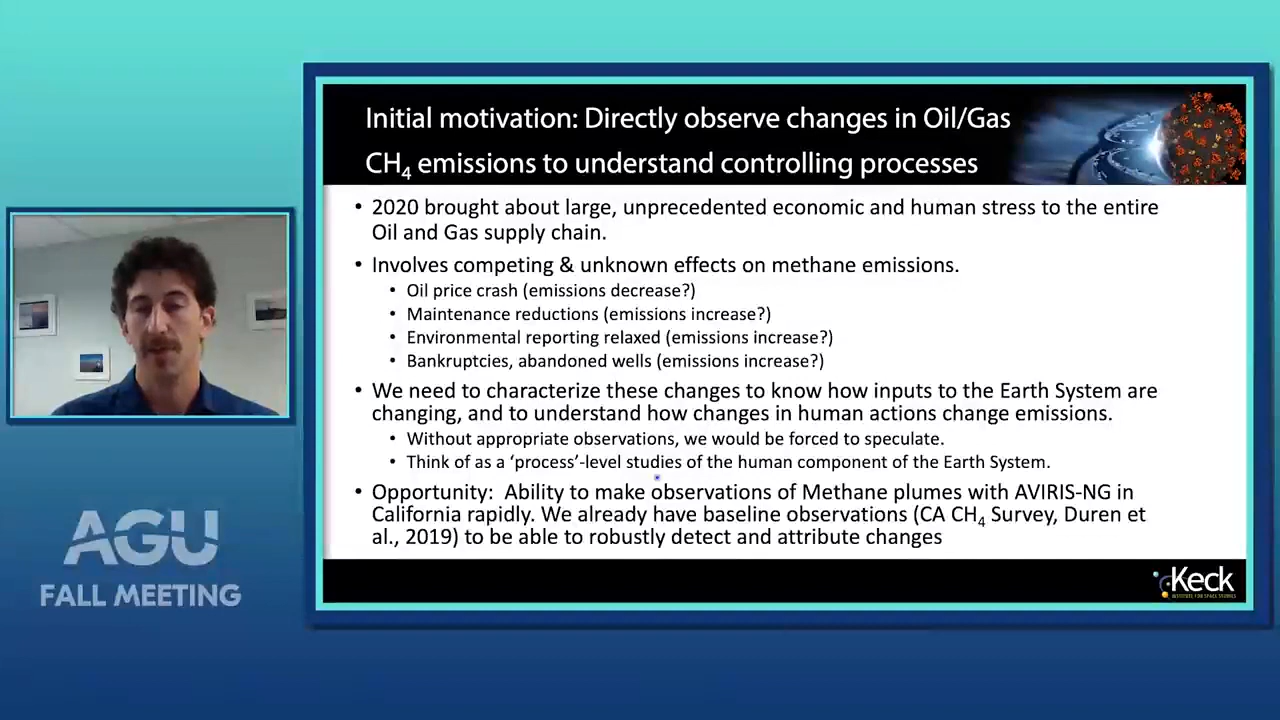 Initial motivation: Directly observe changes in Oil/Gas
CH₄ emissions to understand controlling processes
• 2020 brought about large, unprecedented economic and human stress to the entire
Oil and Gas supply chain.
• Involves competing & unknown effects on methane emissions.
• Oil price crash (emissions decrease?)
• Maintenance reductions (emissions increase?)
• Environmental reporting relaxed (emissions increase?)
• Bankruptcies, abandoned wells (emissions increase?)
• We need to characterize these changes to know how inputs to the Earth System are
changing, and to understand how changes in human actions change emissions.
• Without appropriate observations, we would be forced to speculate.
• Think of as a ‘process’-level studies of the human component of the Earth System.
• Opportunity: Ability to make observations of Methane plumes with AVIRIS-NG in
California rapidly. We already have baseline observations (CA CH₄ Survey, Duren et
al., 2019) to be able to robustly detect and attribute changes
AGU
FALL MEETING
Keck
INSTITUTE FOR SPACE STUDIES